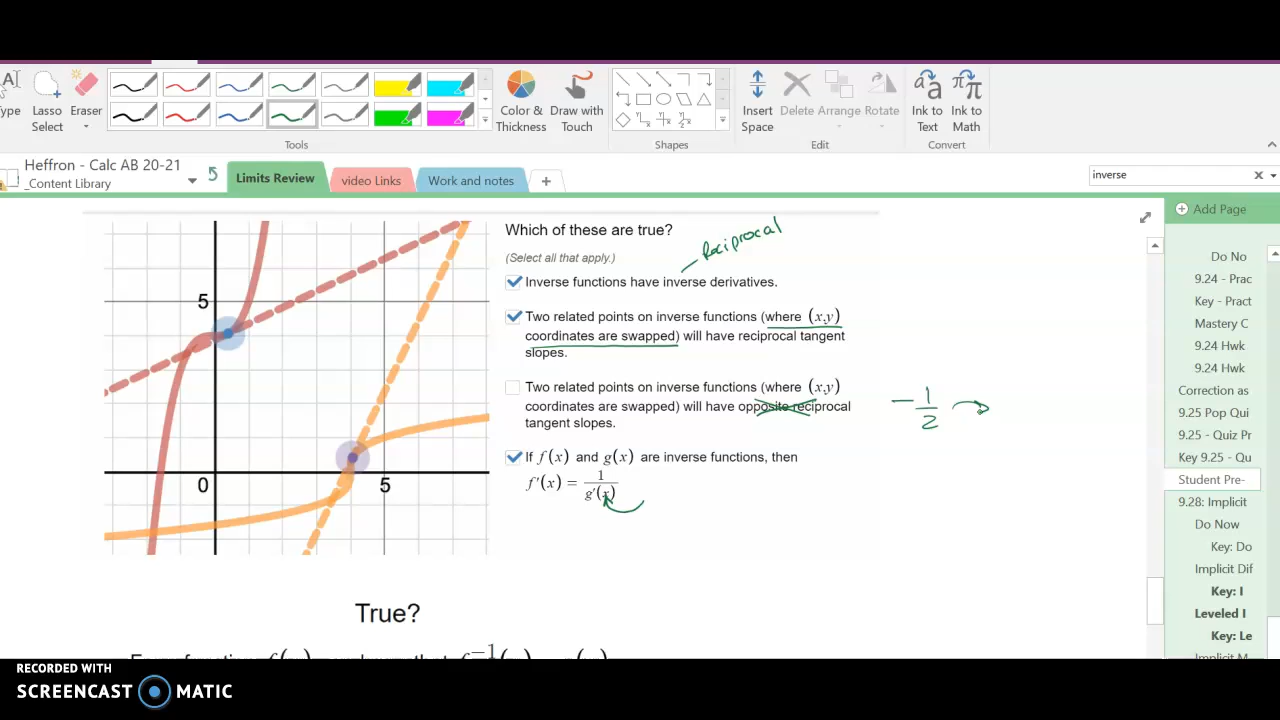 Type
Lasso
Select
Eraser
Color &
Thickness
Draw with
Touch
Insert
Space
Delete
Arrange
Rotate
Ink to
Text
Ink to
Math
Tools
Shapes
Edit
Convert
Heffron - Calc AB 20-21
_Content Library
Limits Review
video Links
Work and notes
inverse
Add Page
Do No
9.24 - Prac
Key - Pract
Mastery C
9.24 Hwk
9.24 Hwk
Correction as
9.25 Pop Qui
9.25 - Quiz Pr
Key 9.25 - Qu
Student Pre-
9.28: Implicit
Do Now
Key: Do
Implicit Dif
Key: I
Leveled I
Key: Le
Implicit M
5
0
5
Which of these are true?
Reciprocal
(Select all that apply.)
Inverse functions have inverse derivatives.
Two related points on inverse functions (where (x,y)
coordinates are swapped) will have reciprocal tangent
slopes.
Two related points on inverse functions (where (x,y)
coordinates are swapped) will have opposite reciprocal
tangent slopes.
-1/2
If f(x) and g(x) are inverse functions, then
f'(x) = 1/g'(x)
True?
RECORDED WITH
SCREENCAST MATIC